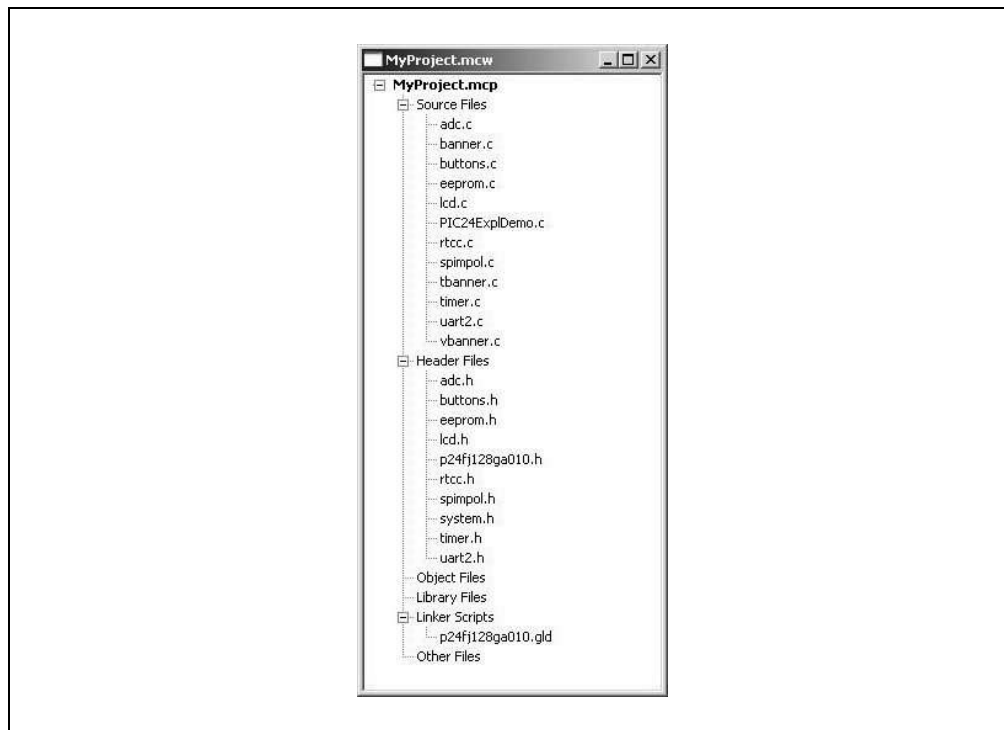 MyProject.mcw
MyProject.mcp
Source Files
adc.c
banner.c
buttons.c
eeprom.c
lcd.c
PIC24ExplDemo.c
rtcc.c
spimpol.c
tbanner.c
timer.c
uart2.c
vbanner.c
Header Files
adc.h
buttons.h
eeprom.h
lcd.h
p24fj128ga010.h
rtcc.h
spimpol.h
system.h
timer.h
uart2.h
Object Files
Library Files
Linker Scripts
p24fj128ga010.gld
Other Files